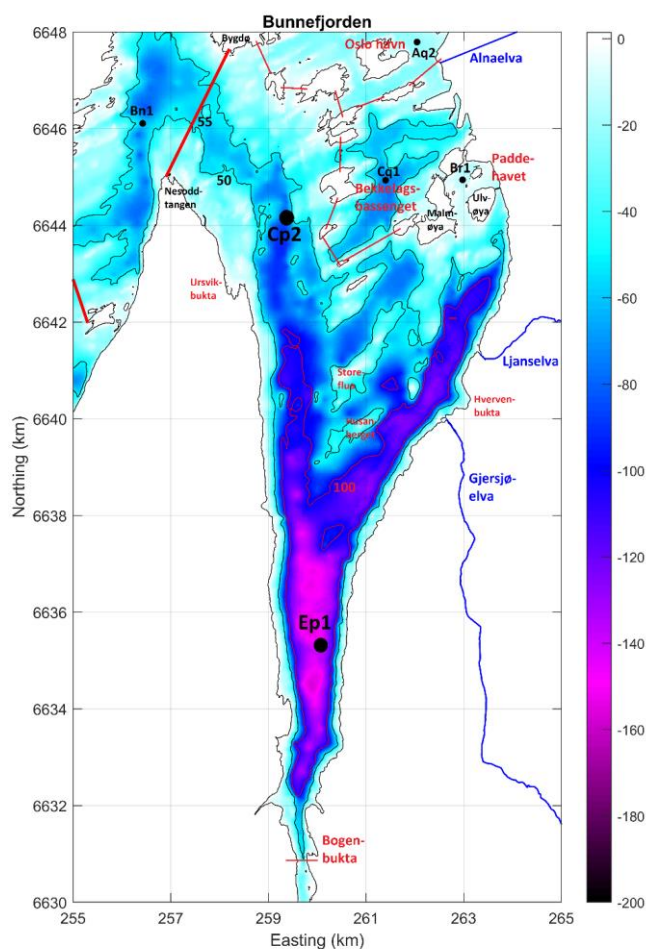 Bunnefjorden
6648
6646
6644
6642
6640
6638
6636
6634
6632
6630
Northing (km)
255
257
259
261
263
265
Easting (km)
0
-20
-40
-60
-80
-100
-120
-140
-160
-180
-200
Bygdø
Oslo havn
Aq2
Alnaelva
Bn1
55
50
Nesodd-
tangen
Cq1
Bekkelags-
bassenget
Br1
Padde-
havet
Malm-
øya
Ulv-
øya
Cp2
Ursvik-
bukta
Ljanselva
Store-
flua
Hverven-
bukta
100
Gjersjø-
elva
Ep1
Bogen-
bukta